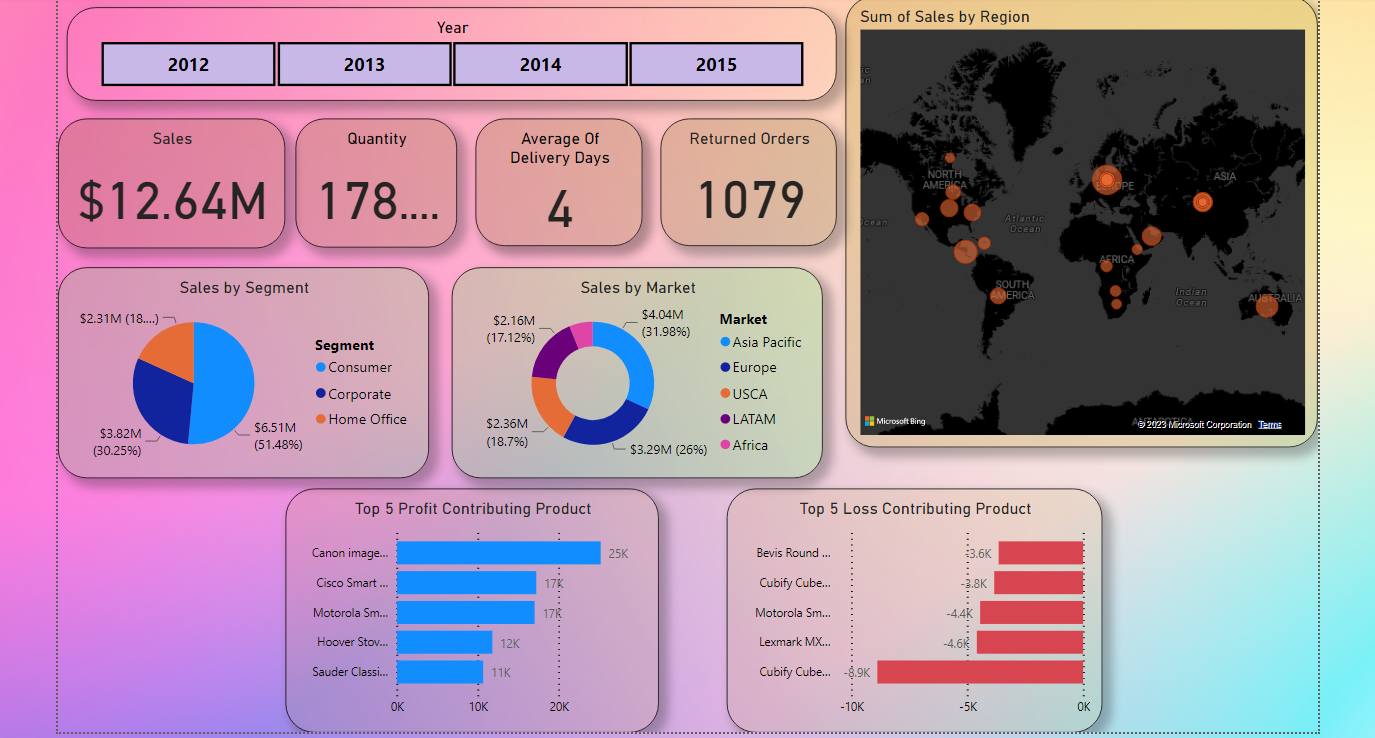 Year
2012
2013
2014
2015
Sum of Sales by Region
Sales
$12.64M
Quantity
178....
Average Of
Delivery Days
4
Returned Orders
1079
NORTH
AMERICA
EUROPE
ASIA
Atlantic
Ocean
AFRICA
SOUTH
AMERICA
Indian
Ocean
AUSTRALIA
ANTARCTICA
Microsoft Bing
© 2023 Microsoft Corporation Terms
Sales by Segment
$2.31M (18....)
$3.82M
(30.25%)
$6.51M
(51.48%)
Segment
Consumer
Corporate
Home Office
Sales by Market
$2.16M
(17.12%)
$4.04M
(31.98%)
$2.36M
(18.7%)
$3.29M (26%)
Market
Asia Pacific
Europe
USCA
LATAM
Africa
Top 5 Profit Contributing Product
Canon image...
25K
Cisco Smart ...
17K
Motorola Sm...
17K
Hoover Stov...
12K
Sauder Classi...
11K
0K
10K
20K
Top 5 Loss Contributing Product
Bevis Round ...
-3.6K
Cubify Cube...
-3.8K
Motorola Sm...
-4.4K
Lexmark MX...
-4.6K
Cubify Cube...
-8.9K
-10K
-5K
0K